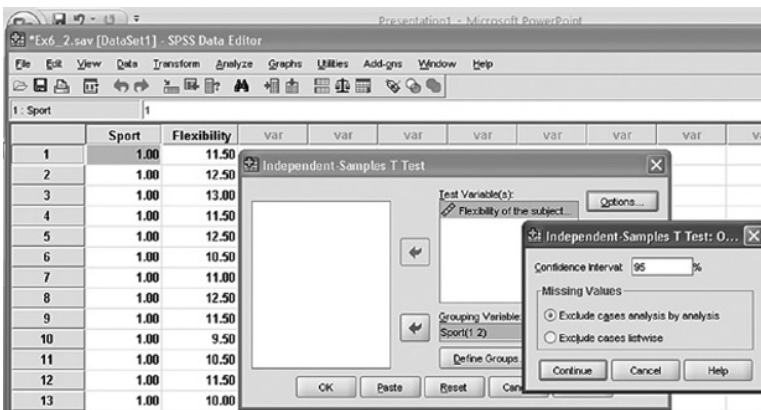 Presentation1 - Microsoft PowerPoint
*Ex6_2.sav [DataSet1] - SPSS Data Editor
File Edit View Data Transform Analyze Graphs Utilities Add-ons Window Help
1 : Sport 1
Sport Flexibility var var var var var var var
1 1.00 11.50
2 1.00 12.50
3 1.00 13.00
4 1.00 11.50
5 1.00 12.50
6 1.00 10.50
7 1.00 11.00
8 1.00 12.50
9 1.00 11.50
10 1.00 9.50
11 1.00 10.50
12 1.00 11.50
13 1.00 10.00
Independent-Samples T Test
Test Variable(s):
Flexibility of the subject...
Options...
Grouping Variable:
Sport(1 2)
Define Groups
OK Paste Reset
Independent-Samples T Test: O...
Confidence Interval: 95 %
Missing Values
Exclude cases analysis by analysis
Exclude cases listwise
Continue Cancel Help